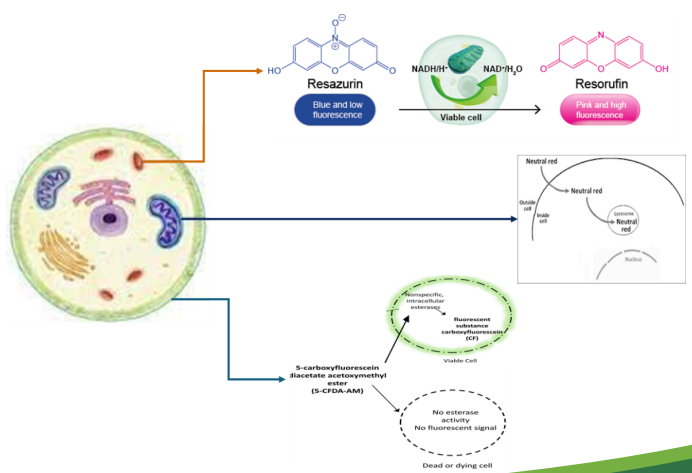 O⊖
N⊕
HO
O
O
Resazurin
Blue and low
fluorescence
NADH/H⁺
NAD⁺/H₂O
Viable cell
N
O
O
OH
Resorufin
Pink and high
fluorescence
Neutral red
Neutral red
Outside
cell
Inside
cell
Lysosome
Neutral
red
Nucleus
Nonspecific,
intracellular
esterases
fluorescent
substance
carboxyfluorescein
(CF)
Viable Cell
5-carboxyfluorescein
diacetate acetoxymethyl
ester
(5-CFDA-AM)
No esterase
activity
No fluorescent signal
Dead or dying cell